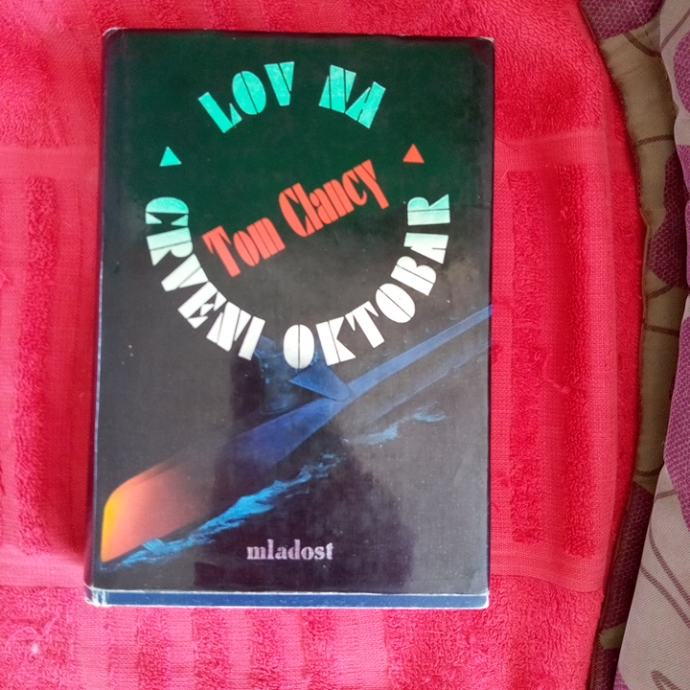 LOV NA
Tom Clancy
CRVENI OKTOBAR
mladost